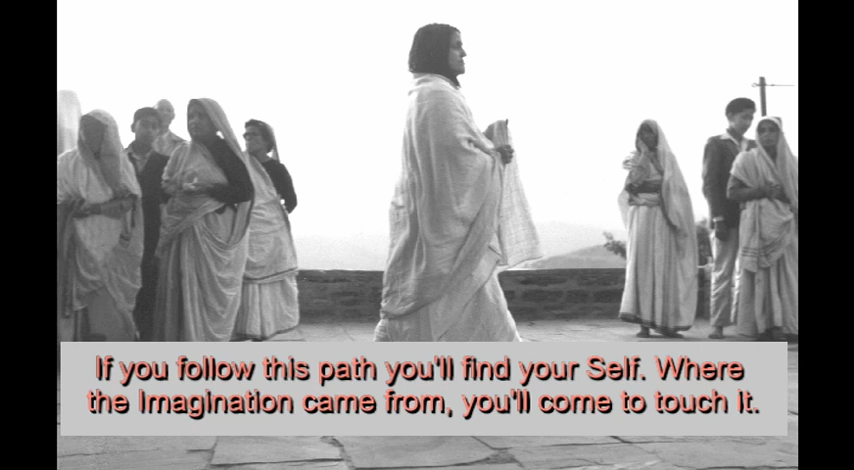 If you follow this path you'll find your Self. Where
the Imagination came from, you'll come to touch it.